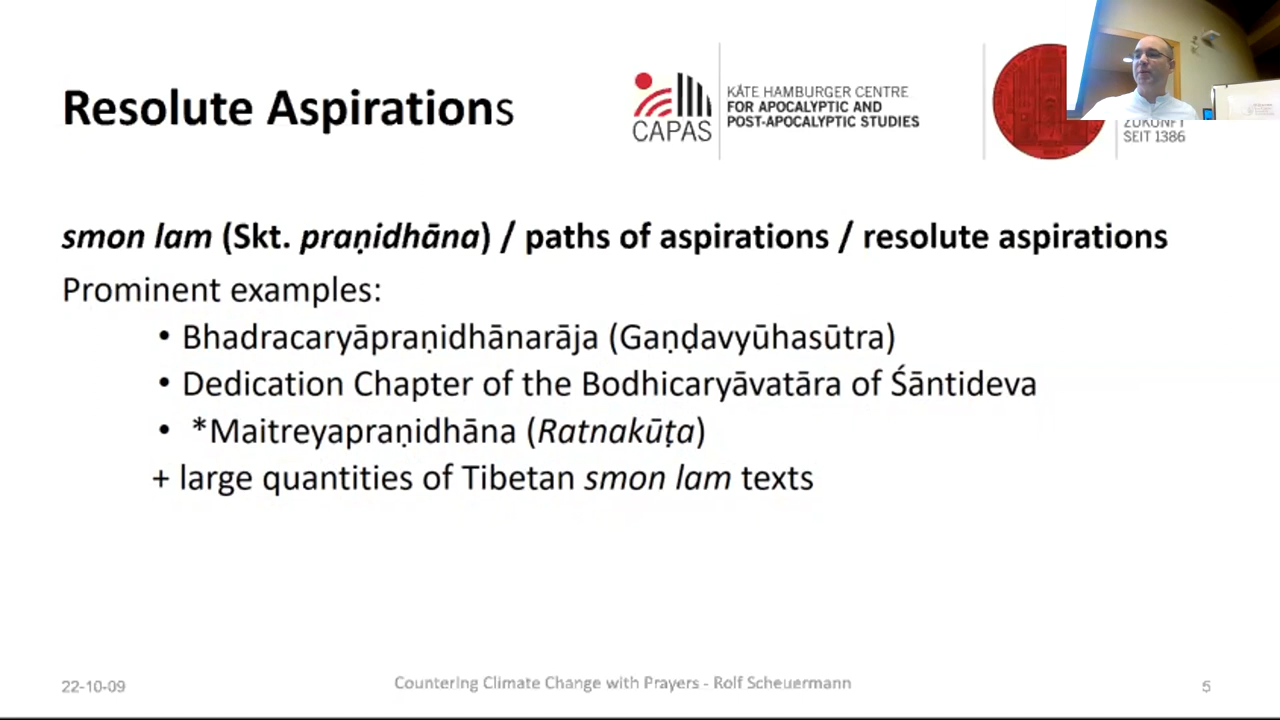 Resolute Aspirations
CAPAS
KÄTE HAMBURGER CENTRE
FOR APOCALYPTIC AND
POST-APOCALYPTIC STUDIES
ZUKUNFT
SEIT 1386
smon lam (Skt. praṇidhāna) / paths of aspirations / resolute aspirations
Prominent examples:
• Bhadracaryāpraṇidhānarāja (Gaṇḍavyūhasūtra)
• Dedication Chapter of the Bodhicaryāvatāra of Śāntideva
• *Maitreyapraṇidhāna (Ratnakūṭa)
+ large quantities of Tibetan smon lam texts
22-10-09
Countering Climate Change with Prayers - Rolf Scheuermann
5